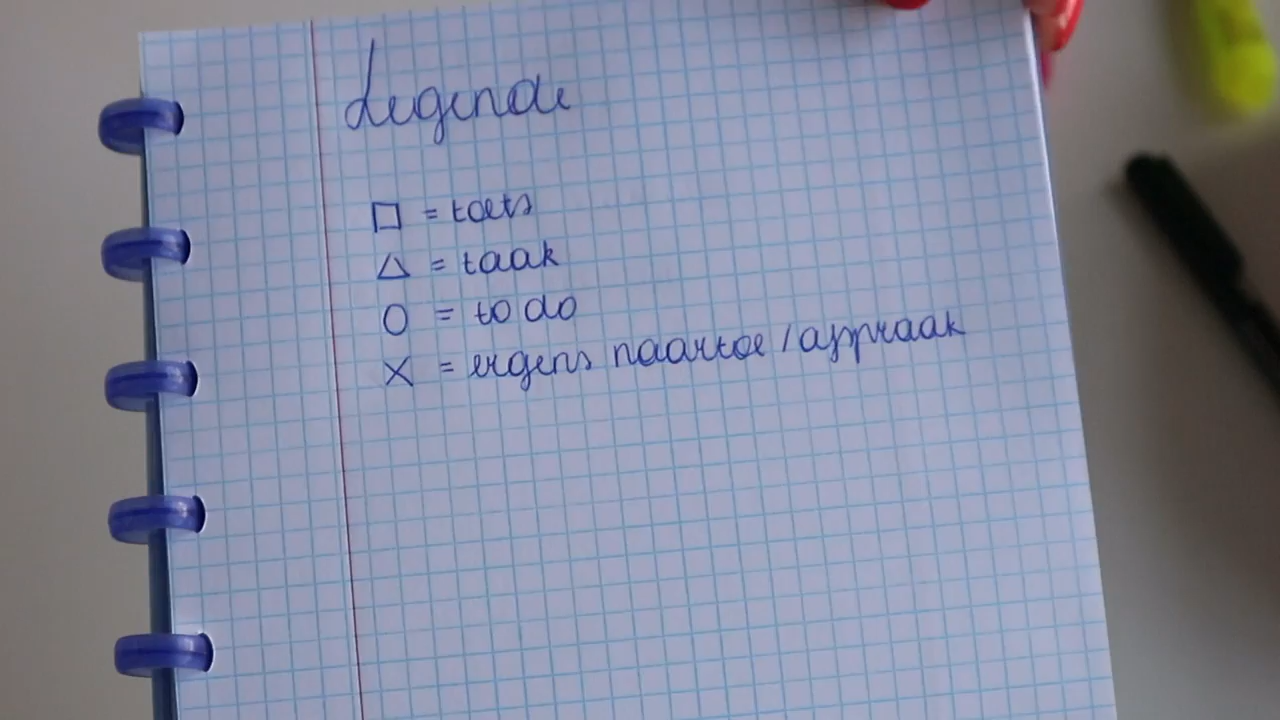 Legende
□ = toets
△ = taak
O = to do
X = ergens naartoe / afspraak